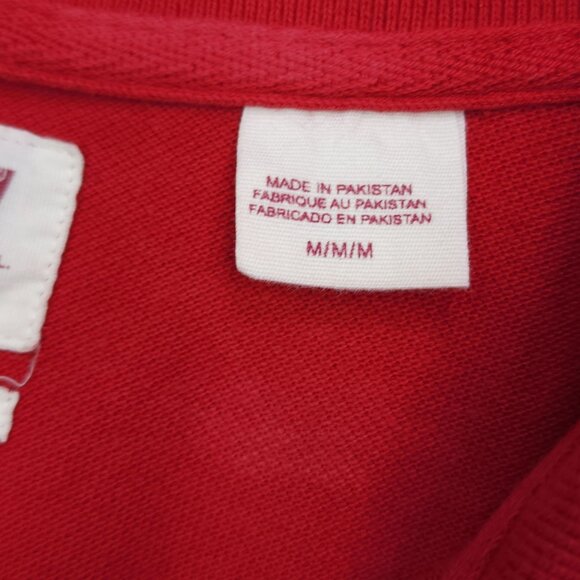 MADE IN PAKISTAN
FABRIQUE AU PAKISTAN
FABRICADO EN PAKISTAN
M/M/M